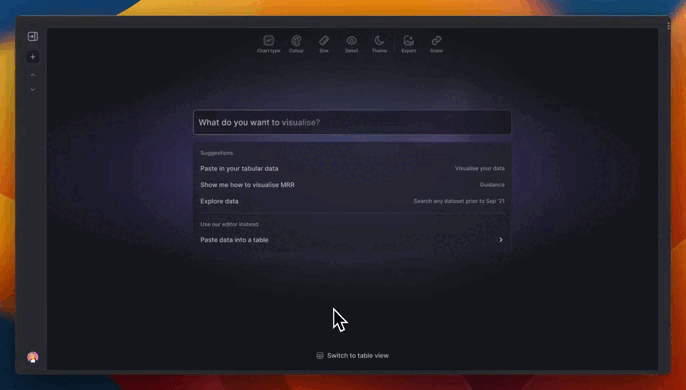 Chart type Colour Size Detail Theme Export Share
What do you want to visualise?
Suggestions
Paste in your tabular data Visualise your data
Show me how to visualise MRR Guidance
Explore data Search any dataset prior to Sep '21
Use our editor instead
Paste data into a table
Switch to table view